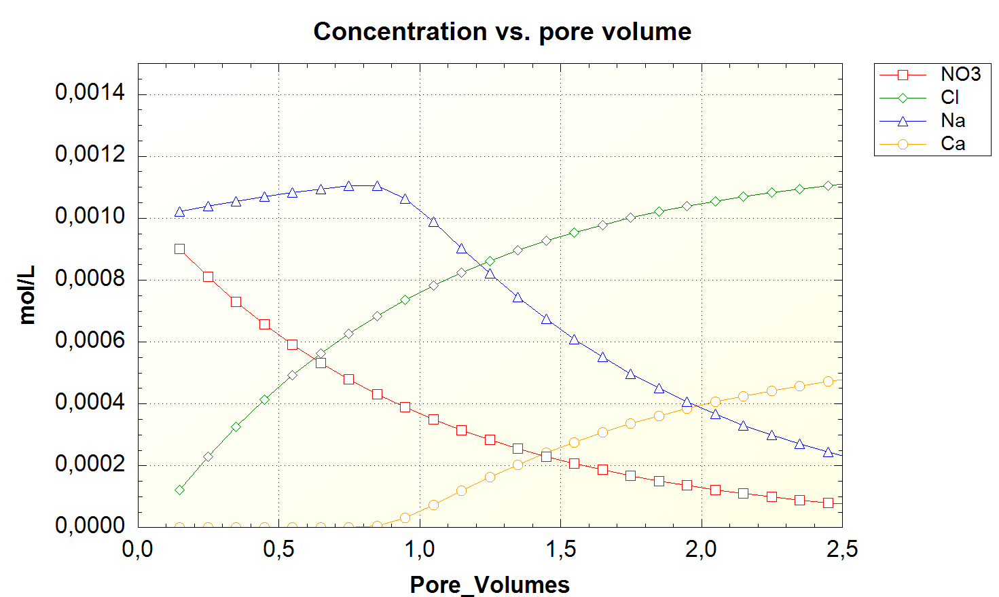 Concentration vs. pore volume
NO3
Cl
Na
Ca
0,0014
0,0012
0,0010
0,0008
0,0006
0,0004
0,0002
0,0000
mol/L
0,0 0,5 1,0 1,5 2,0 2,5
Pore_Volumes